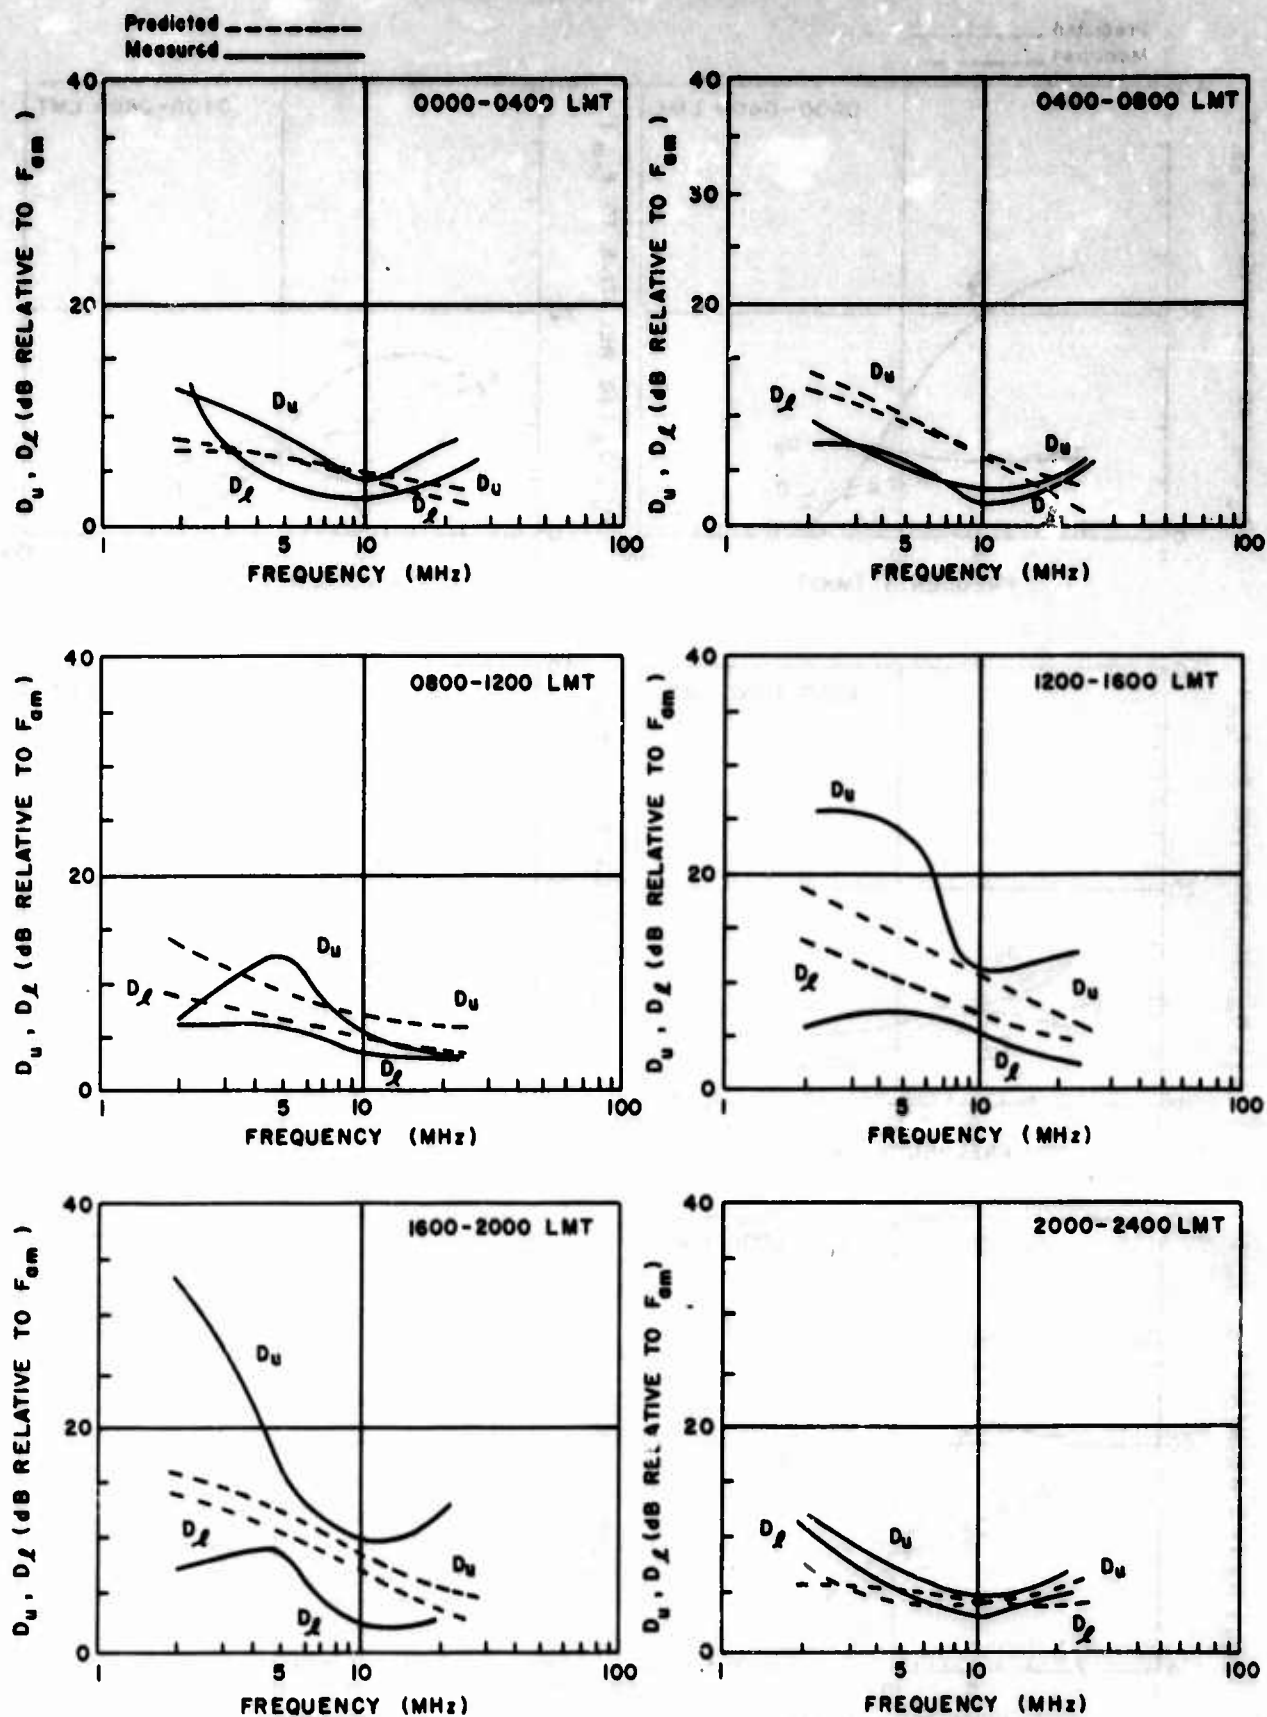 Predicted
Measured
0000-0400 LMT
40
20
0
1 2 5 10 100
FREQUENCY (MHz)
Du, Dℓ (dB RELATIVE TO Fam)
Du
Dℓ
Du
Dℓ
0400-0800 LMT
40
30
20
0
1 2 5 10 100
FREQUENCY (MHz)
Du, Dℓ (dB RELATIVE TO Fam)
Du
Dℓ
Du
D
0800-1200 LMT
40
20
0
1 2 5 10 100
FREQUENCY (MHz)
Du, Dℓ (dB RELATIVE TO Fam)
Du
Dℓ
Du
Dℓ
1200-1600 LMT
40
20
0
1 2 5 10 100
FREQUENCY (MHz)
Du, Dℓ (dB RELATIVE TO Fam)
Du
Dℓ
Du
Dℓ
1600-2000 LMT
40
20
0
1 2 5 10 100
FREQUENCY (MHz)
Du, Dℓ (dB RELATIVE TO Fam)
Du
Dℓ
Du
Dℓ
2000-2400 LMT
40
20
0
1 2 5 10 100
FREQUENCY (MHz)
Du, Dℓ (dB RELATIVE TO Fam)
Dℓ
Du
Du
Dℓ